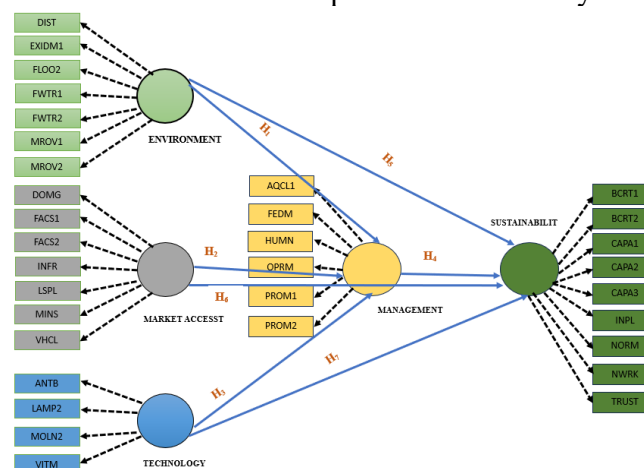 DIST
EXIDM1
FLOO2
FWTR1
FWTR2
MROV1
MROV2
ENVIRONMENT
H1
H5
DOMG
FACS1
FACS2
INFR
LSPL
MINS
VHCL
MARKET ACCESST
H2
H6
AQCL1
FEDM
HUMN
OPRM
PROM1
PROM2
MANAGEMENT
H4
SUSTAINABILIT
BCRT1
BCRT2
CAPA1
CAPA2
CAPA3
INPL
NORM
NWRK
TRUST
ANTB
LAMP2
MOLN2
VITM
TECHNOLOGY
H3
H7